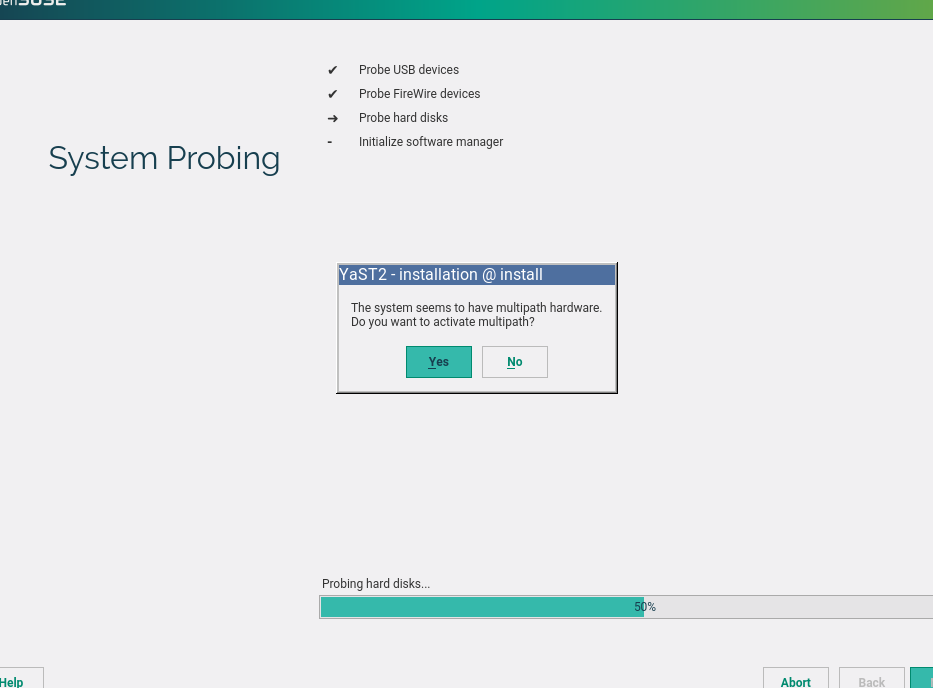 ✔ Probe USB devices
✔ Probe FireWire devices
➔ Probe hard disks
- Initialize software manager
System Probing
YaST2 - installation @ install
The system seems to have multipath hardware.
Do you want to activate multipath?
Yes No
Probing hard disks...
50%
Help Abort Back